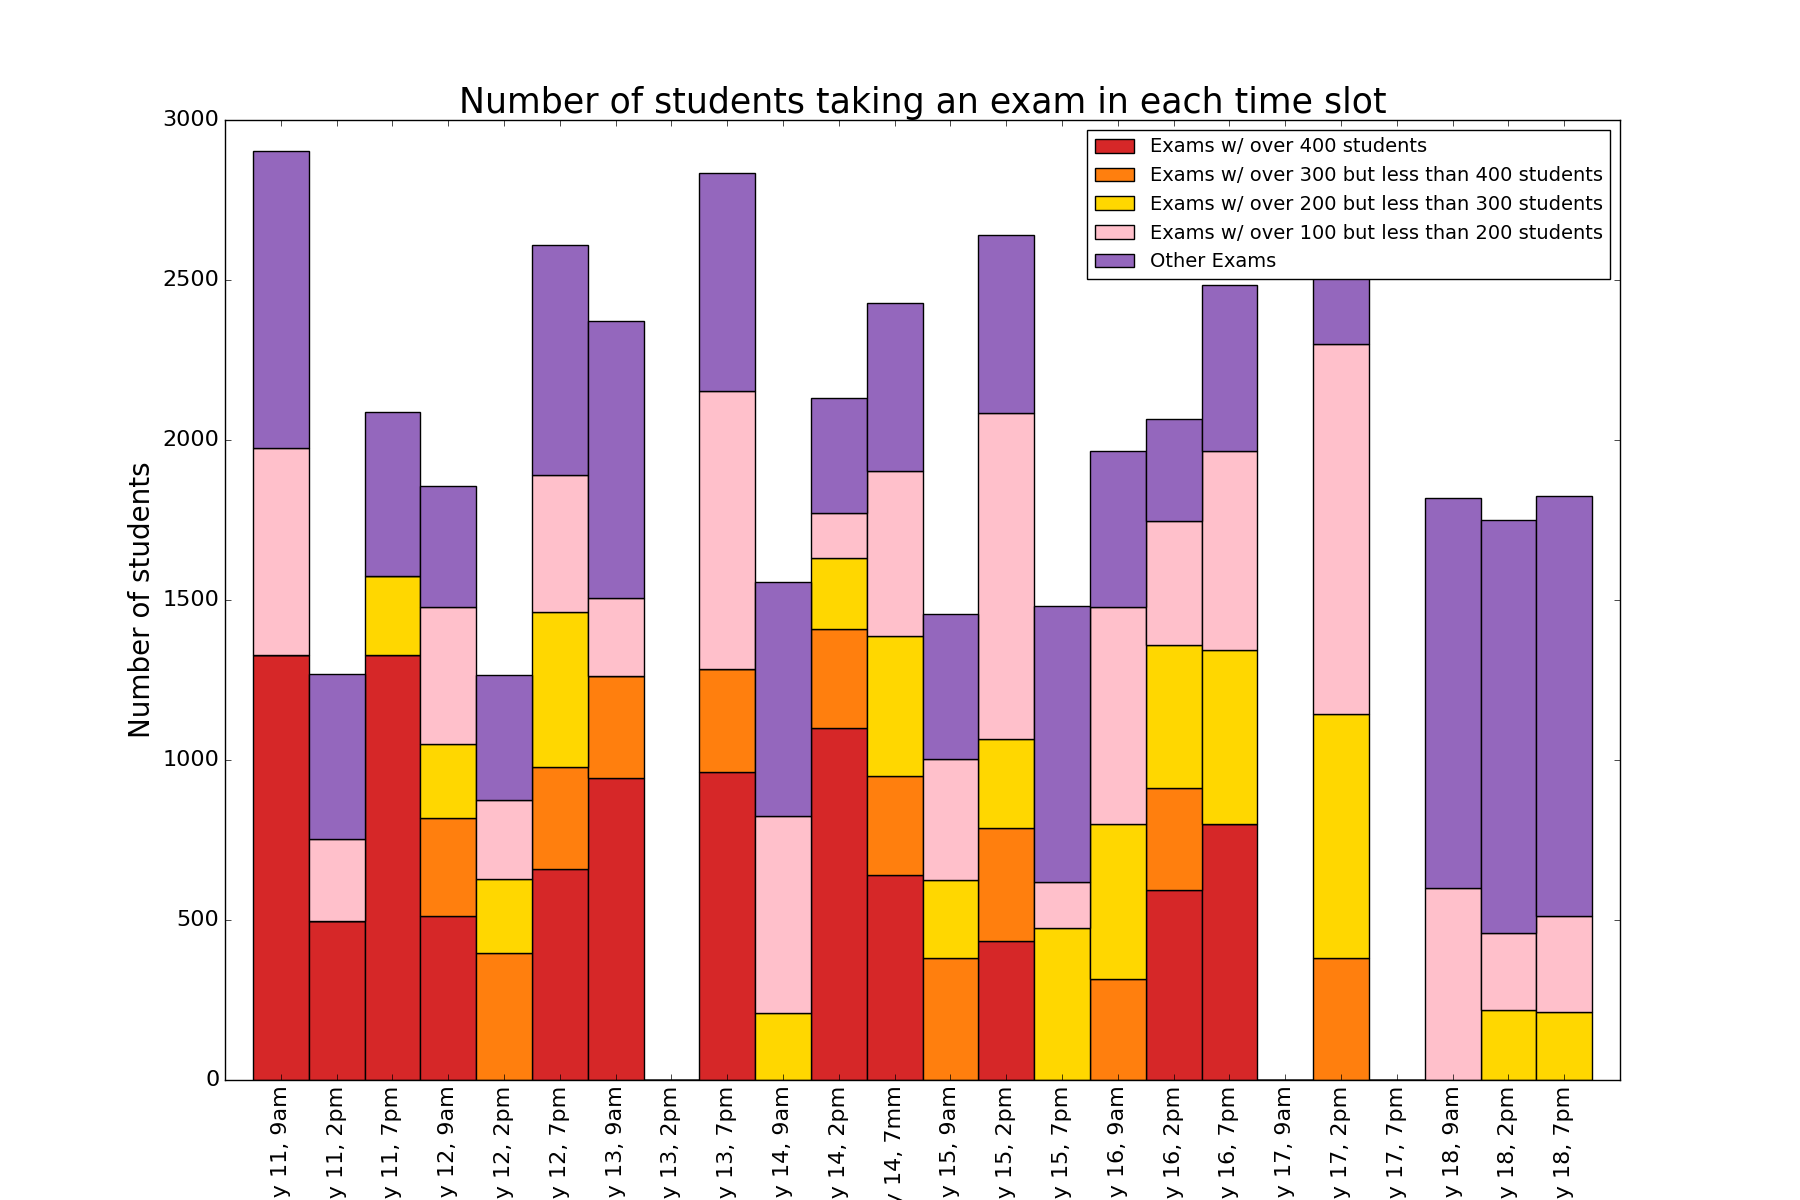 Number of students taking an exam in each time slot
3000
2500
2000
1500
1000
500
0
Number of students
Exams w/ over 400 students
Exams w/ over 300 but less than 400 students
Exams w/ over 200 but less than 300 students
Exams w/ over 100 but less than 200 students
Other Exams
y 11, 9am
y 11, 2pm
y 11, 7pm
y 12, 9am
y 12, 2pm
y 12, 7pm
y 13, 9am
y 13, 2pm
y 13, 7pm
y 14, 9am
y 14, 2pm
y 14, 7mm
y 15, 9am
y 15, 2pm
y 15, 7pm
y 16, 9am
y 16, 2pm
y 16, 7pm
y 17, 9am
y 17, 2pm
y 17, 7pm
y 18, 9am
y 18, 2pm
y 18, 7pm